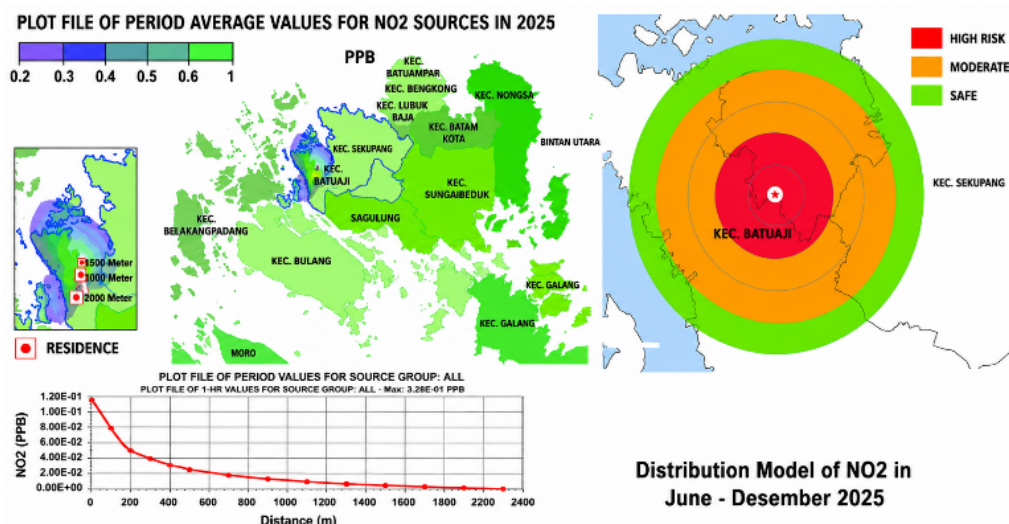 PLOT FILE OF PERIOD AVERAGE VALUES FOR NO2 SOURCES IN 2025
0.2 0.3 0.4 0.5 0.6 1
PPB
KEC.
BATUAMPAR
KEC. BENGKONG
KEC. LUBUK
BAJA
KEC. NONGSA
KEC. BATAM
KOTA
BINTAN UTARA
KEC. SEKUPANG
KEC.
BATUAJI
KEC.
SUNGAIBEDUK
SAGULUNG
KEC.
BELAKANGPADANG
KEC. BULANG
KEC. GALANG
KEC. GALANG
MORO
1500 Meter
1000 Meter
2000 Meter
RESIDENCE
HIGH RISK
MODERATE
SAFE
KEC. SEKUPANG
KEC. BATUAJI
PLOT FILE OF PERIOD VALUES FOR SOURCE GROUP: ALL
PLOT FILE OF 1-HR VALUES FOR SOURCE GROUP: ALL - Max: 3.28E-01 PPB
NO2 (PPB)
1.20E-01
1.00E-01
8.00E-02
6.00E-02
4.00E-02
2.00E-02
0.00E+00
0 200 400 600 800 1000 1200 1400 1600 1800 2000 2200 2400
Distance (m)
Distribution Model of NO2 in
June - Desember 2025